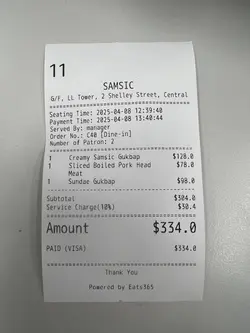 11
SAMSIC
G/F, LL Tower, 2 Shelley Street, Central
Seating Time: 2025-04-08 12:39:40
Payment Time: 2025-04-08 13:40:44
Served By: manager
Order No.: C40 [Dine-in]
Number of Patron: 2
1 Creamy Samsic Gukbap $128.0
1 Sliced Boiled Pork Head $78.0
Meat
1 Sundae Gukbap $98.0
Subtotal $304.0
Service Charge(10%) $30.4
Amount $334.0
PAID (VISA) $334.0
Thank You
Powered by Eats365